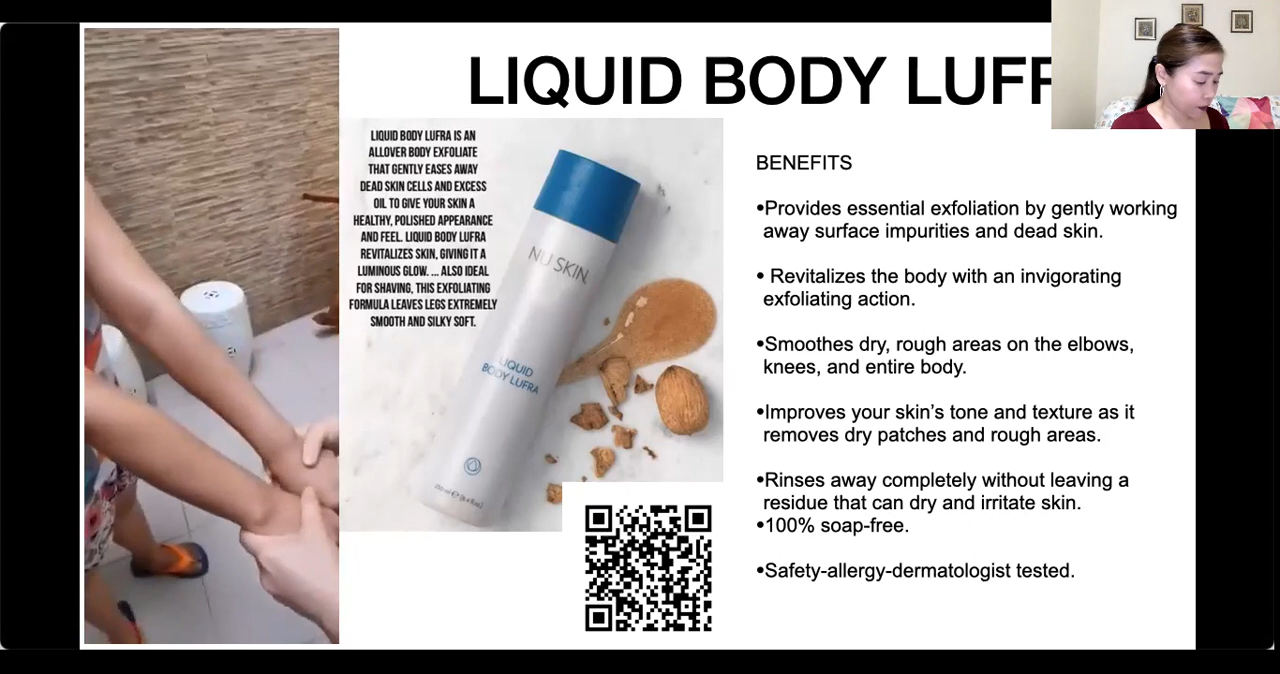 LIQUID BODY LUF
LIQUID BODY LUFRA IS AN
ALLOVER BODY EXFOLIATE
THAT GENTLY EASES AWAY
DEAD SKIN CELLS AND EXCESS
OIL TO GIVE YOUR SKIN A
HEALTHY, POLISHED APPEARANCE
AND FEEL. LIQUID BODY LUFRA
REVITALIZES SKIN, GIVING IT A
LUMINOUS GLOW. ... ALSO IDEAL
FOR SHAVING, THIS EXFOLIATING
FORMULA LEAVES LEGS EXTREMELY
SMOOTH AND SILKY SOFT.
NU SKIN
LIQUID
BODY LUFRA
BENEFITS
•Provides essential exfoliation by gently working
away surface impurities and dead skin.
• Revitalizes the body with an invigorating
exfoliating action.
•Smoothes dry, rough areas on the elbows,
knees, and entire body.
•Improves your skin’s tone and texture as it
removes dry patches and rough areas.
•Rinses away completely without leaving a
residue that can dry and irritate skin.
•100% soap-free.
•Safety-allergy-dermatologist tested.